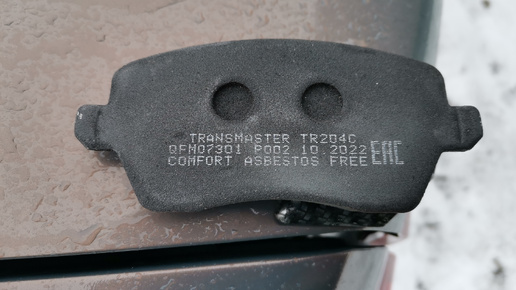 TRANSMASTER TR204C
QFM07301 P002 10.2022
COMFORT ASBESTOS FREE EAC